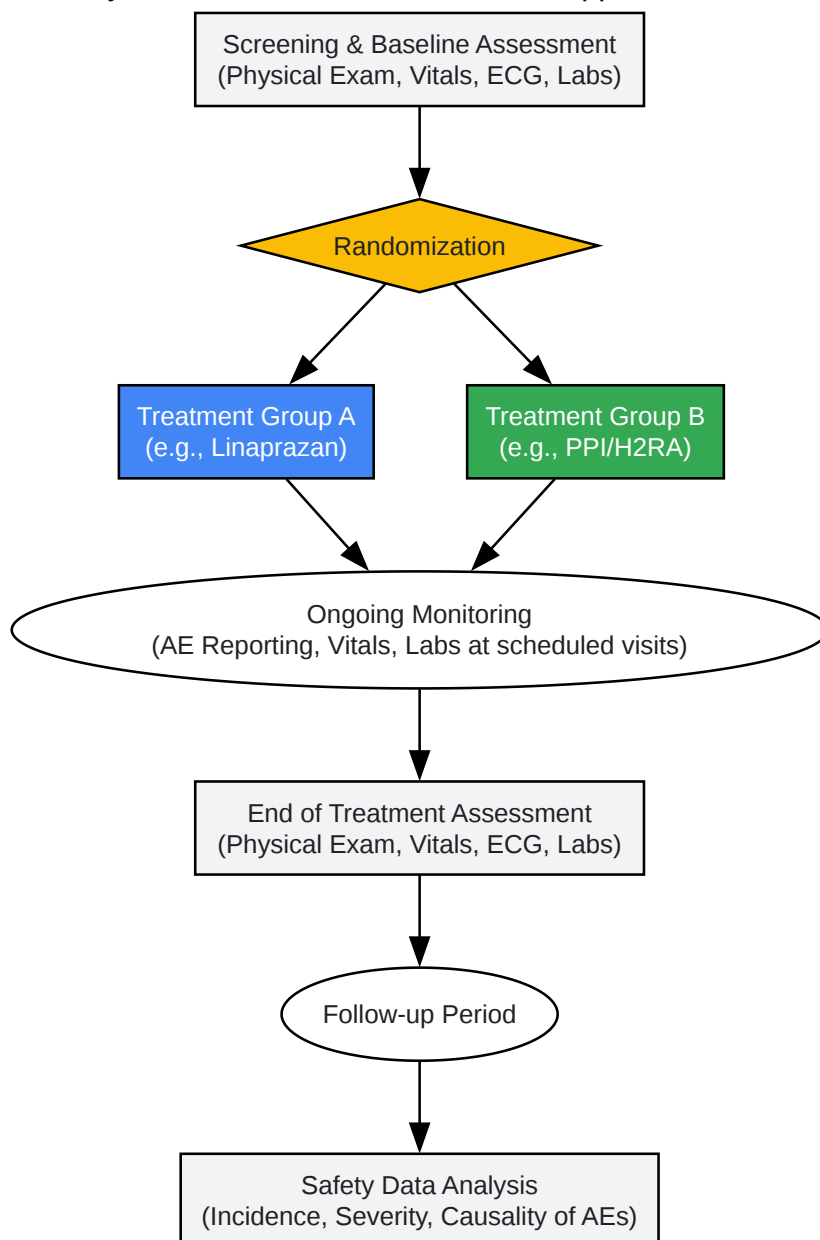 Screening & Baseline Assessment
(Physical Exam, Vitals, ECG, Labs)
Randomization
Treatment Group A
(e.g., Linaprazan)
Treatment Group B
(e.g., PPI/H2RA)
Ongoing Monitoring
(AE Reporting, Vitals, Labs at scheduled visits)
End of Treatment Assessment
(Physical Exam, Vitals, ECG, Labs)
Follow-up Period
Safety Data Analysis
(Incidence, Severity, Causality of AEs)